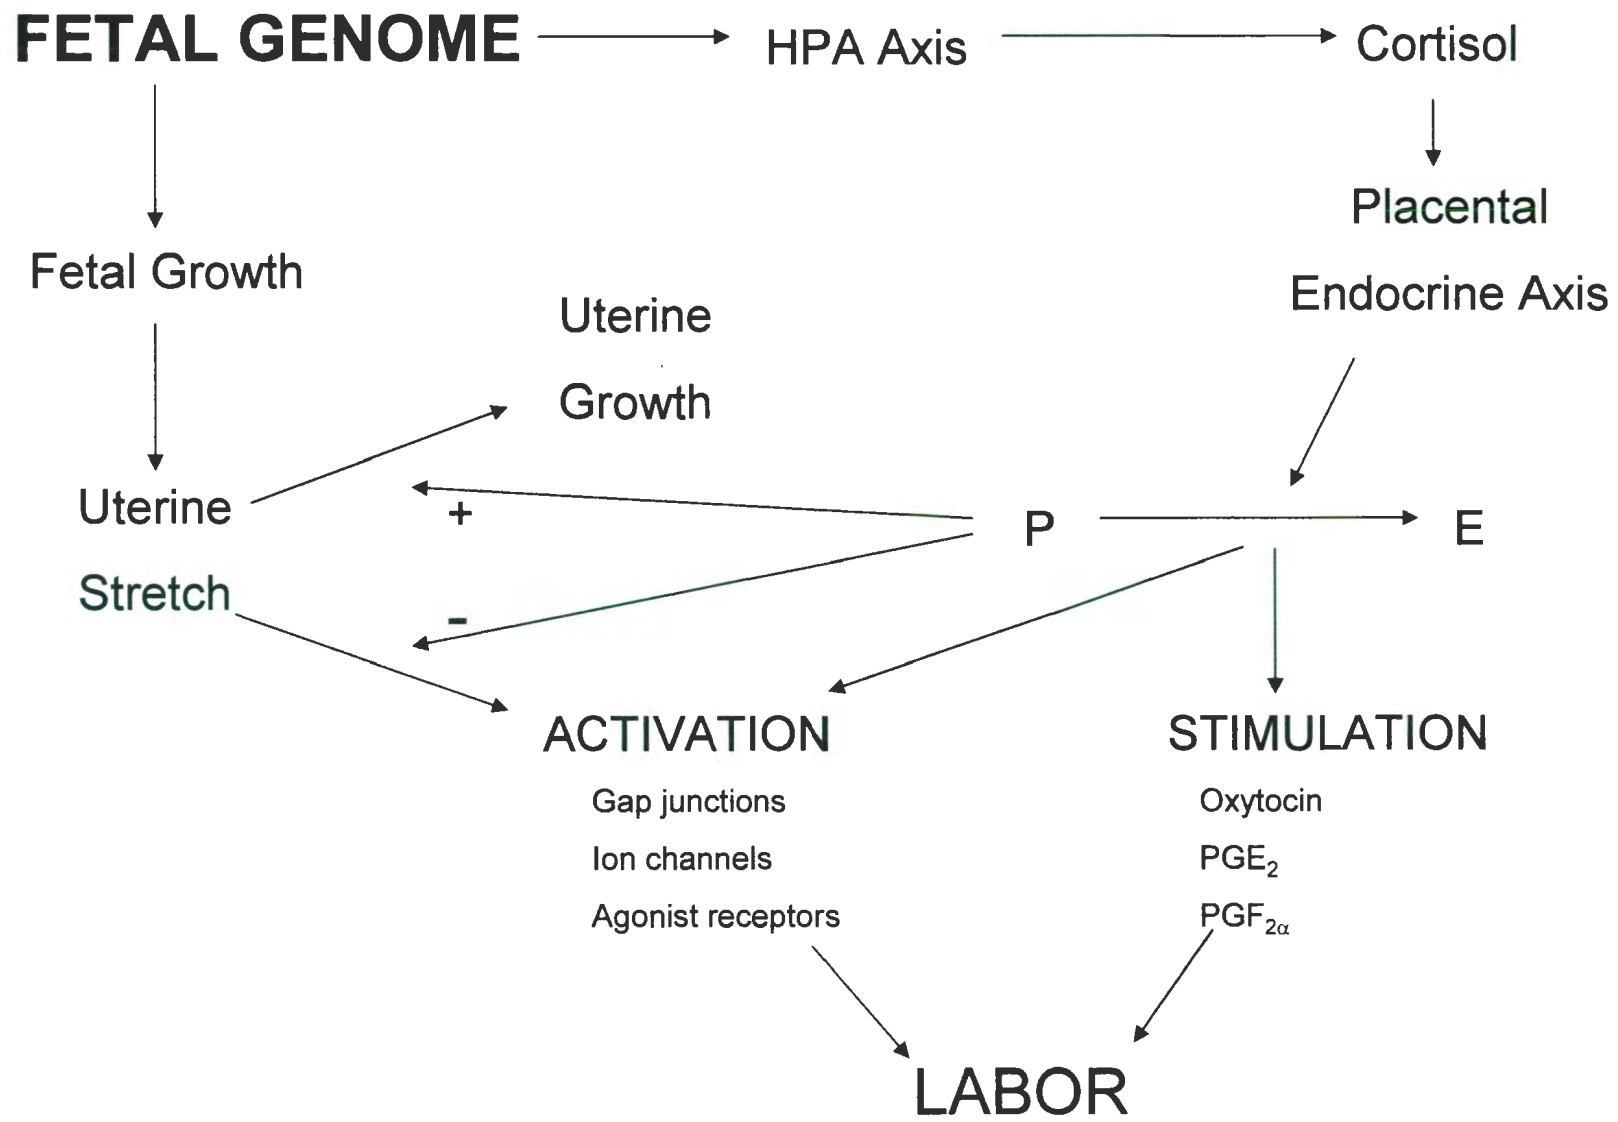 FETAL GENOME
HPA Axis
Cortisol
Placental
Endocrine Axis
Fetal Growth
Uterine
Growth
Uterine
Stretch
+
-
P
E
ACTIVATION
Gap junctions
Ion channels
Agonist receptors
STIMULATION
Oxytocin
PGE₂
PGF₂α
LABOR